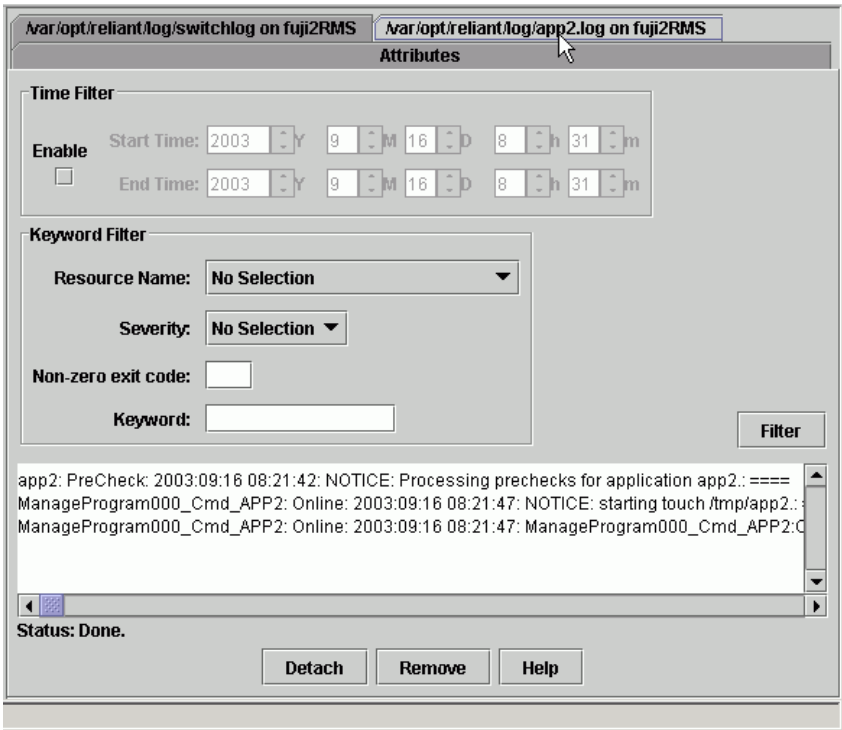 /var/opt/reliant/log/switchlog on fuji2RMS /var/opt/reliant/log/app2.log on fuji2RMS
Attributes
Time Filter
Enable
Start Time: 2003 Y 9 M 16 D 8 h 31 m
End Time: 2003 Y 9 M 16 D 8 h 31 m
Keyword Filter
Resource Name: No Selection
Severity: No Selection
Non-zero exit code:
Keyword:
Filter
app2: PreCheck: 2003:09:16 08:21:42: NOTICE: Processing prechecks for application app2.: ====
ManageProgram000_Cmd_APP2: Online: 2003:09:16 08:21:47: NOTICE: starting touch /tmp/app2.:
ManageProgram000_Cmd_APP2: Online: 2003:09:16 08:21:47: ManageProgram000_Cmd_APP2:
Status: Done.
Detach Remove Help